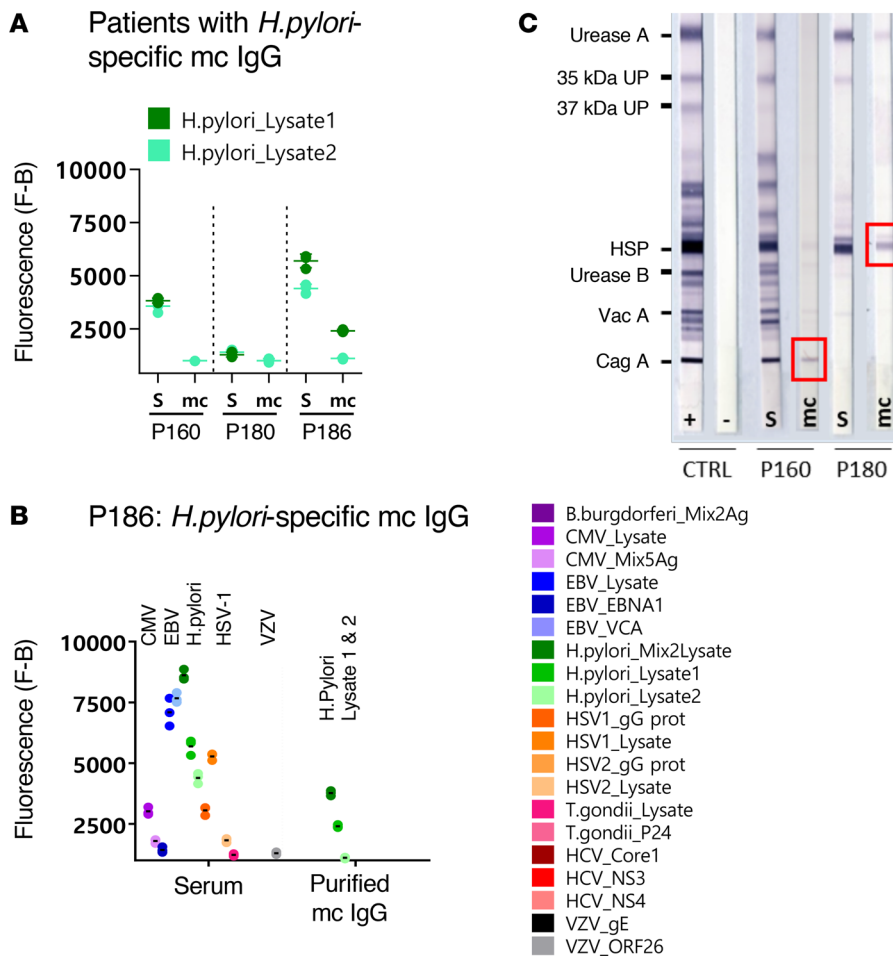 A
Patients with H.pylori-
specific mc IgG
H.pylori_Lysate1
H.pylori_Lysate2
Fluorescence (F-B)
10000
7500
5000
2500
S mc S mc S mc
P160 P180 P186
C
Urease A
35 kDa UP
37 kDa UP
HSP
Urease B
Vac A
Cag A
+ - S mc S mc
CTRL P160 P180
B
P186: H.pylori-specific mc IgG
CMV
EBV
H.pylori
HSV-1
VZV
H.Pylori
Lysate 1 & 2
Fluorescence (F-B)
10000
7500
5000
2500
Serum
Purified
mc IgG
B.burgdorferi_Mix2Ag
CMV_Lysate
CMV_Mix5Ag
EBV_Lysate
EBV_EBNA1
EBV_VCA
H.pylori_Mix2Lysate
H.pylori_Lysate1
H.pylori_Lysate2
HSV1_gG prot
HSV1_Lysate
HSV2_gG prot
HSV2_Lysate
T.gondii_Lysate
T.gondii_P24
HCV_Core1
HCV_NS3
HCV_NS4
VZV_gE
VZV_ORF26